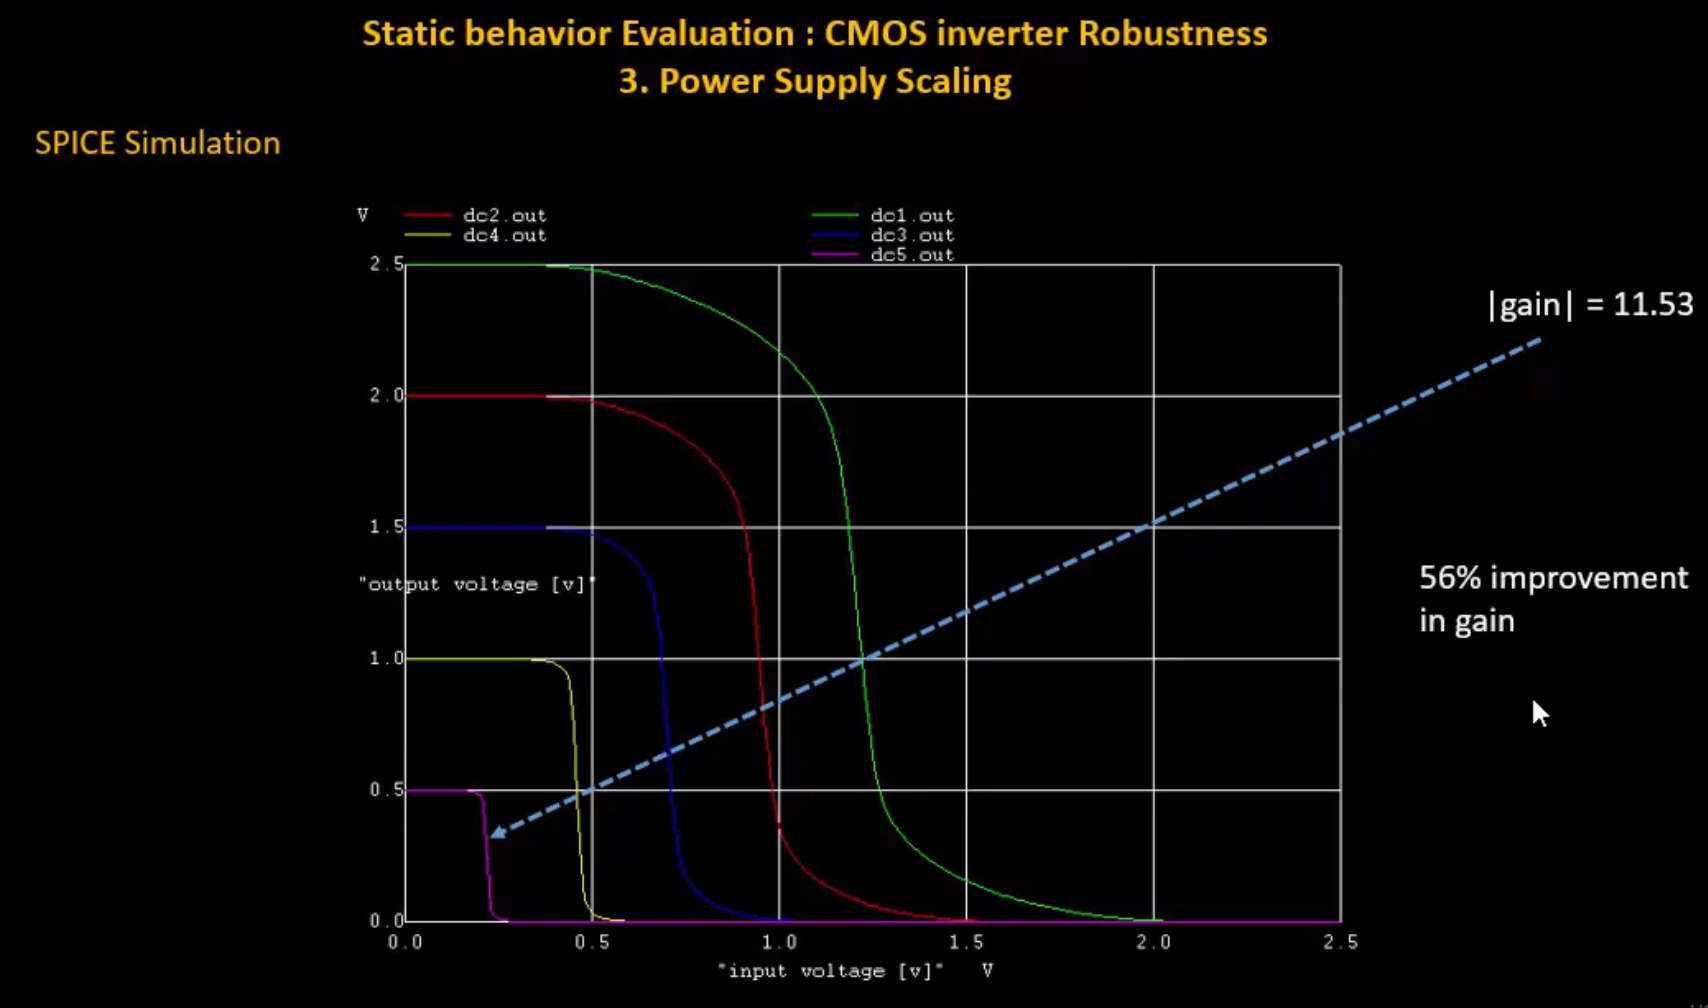 Static behavior Evaluation : CMOS inverter Robustness
3. Power Supply Scaling
SPICE Simulation
V
dc2.out
dc1.out
dc4.out
dc3.out
dc5.out
2.5
|gain| = 11.53
2.0
1.5
56% improvement
in gain
"output voltage [v]"
1.0
0.5
0.0
0.0 0.5 1.0 1.5 2.0 2.5
"input voltage [v]" V